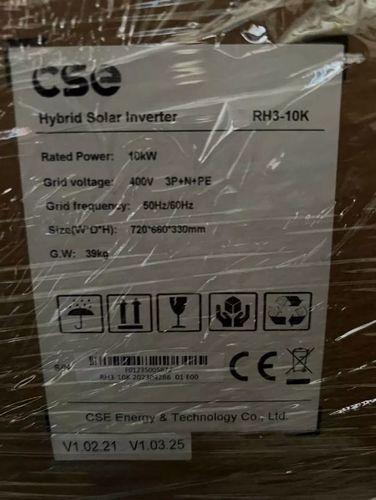 cse
Hybrid Solar Inverter RH3-10K
Rated Power: 10kW
Grid voltage: 400V 3P+N+PE
Grid frequency: 50Hz/60Hz
Size(W*D*H): 720*660*330mm
G.W: 39kg
S/N:
CE
CSE Energy & Technology Co., Ltd.
V1.02.21 V1.03.25